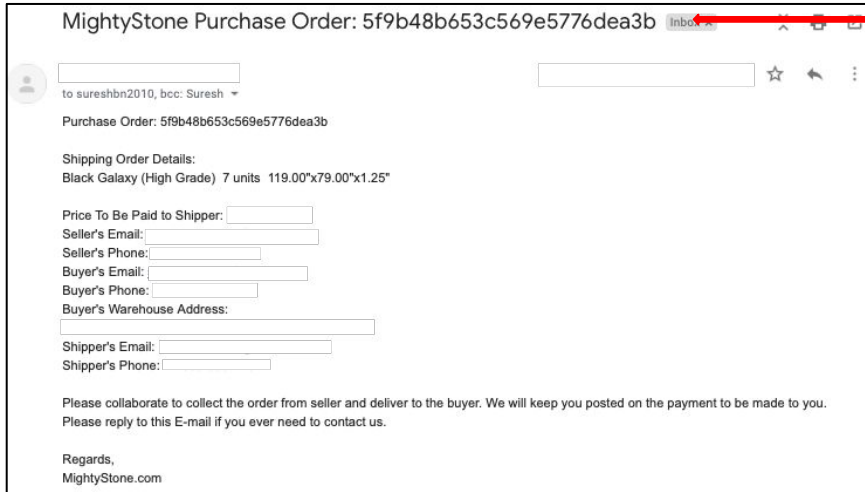 MightyStone Purchase Order: 5f9b48b653c569e5776dea3b
to sureshbn2010, bcc: Suresh
Purchase Order: 5f9b48b653c569e5776dea3b
Shipping Order Details:
Black Galaxy (High Grade) 7 units 119.00"x79.00"x1.25"
Price To Be Paid to Shipper:
Seller's Email:
Seller's Phone:
Buyer's Email:
Buyer's Phone:
Buyer's Warehouse Address:
Shipper's Email:
Shipper's Phone:
Please collaborate to collect the order from seller and deliver to the buyer. We will keep you posted on the payment to be made to you.
Please reply to this E-mail if you ever need to contact us.
Regards,
MightyStone.com